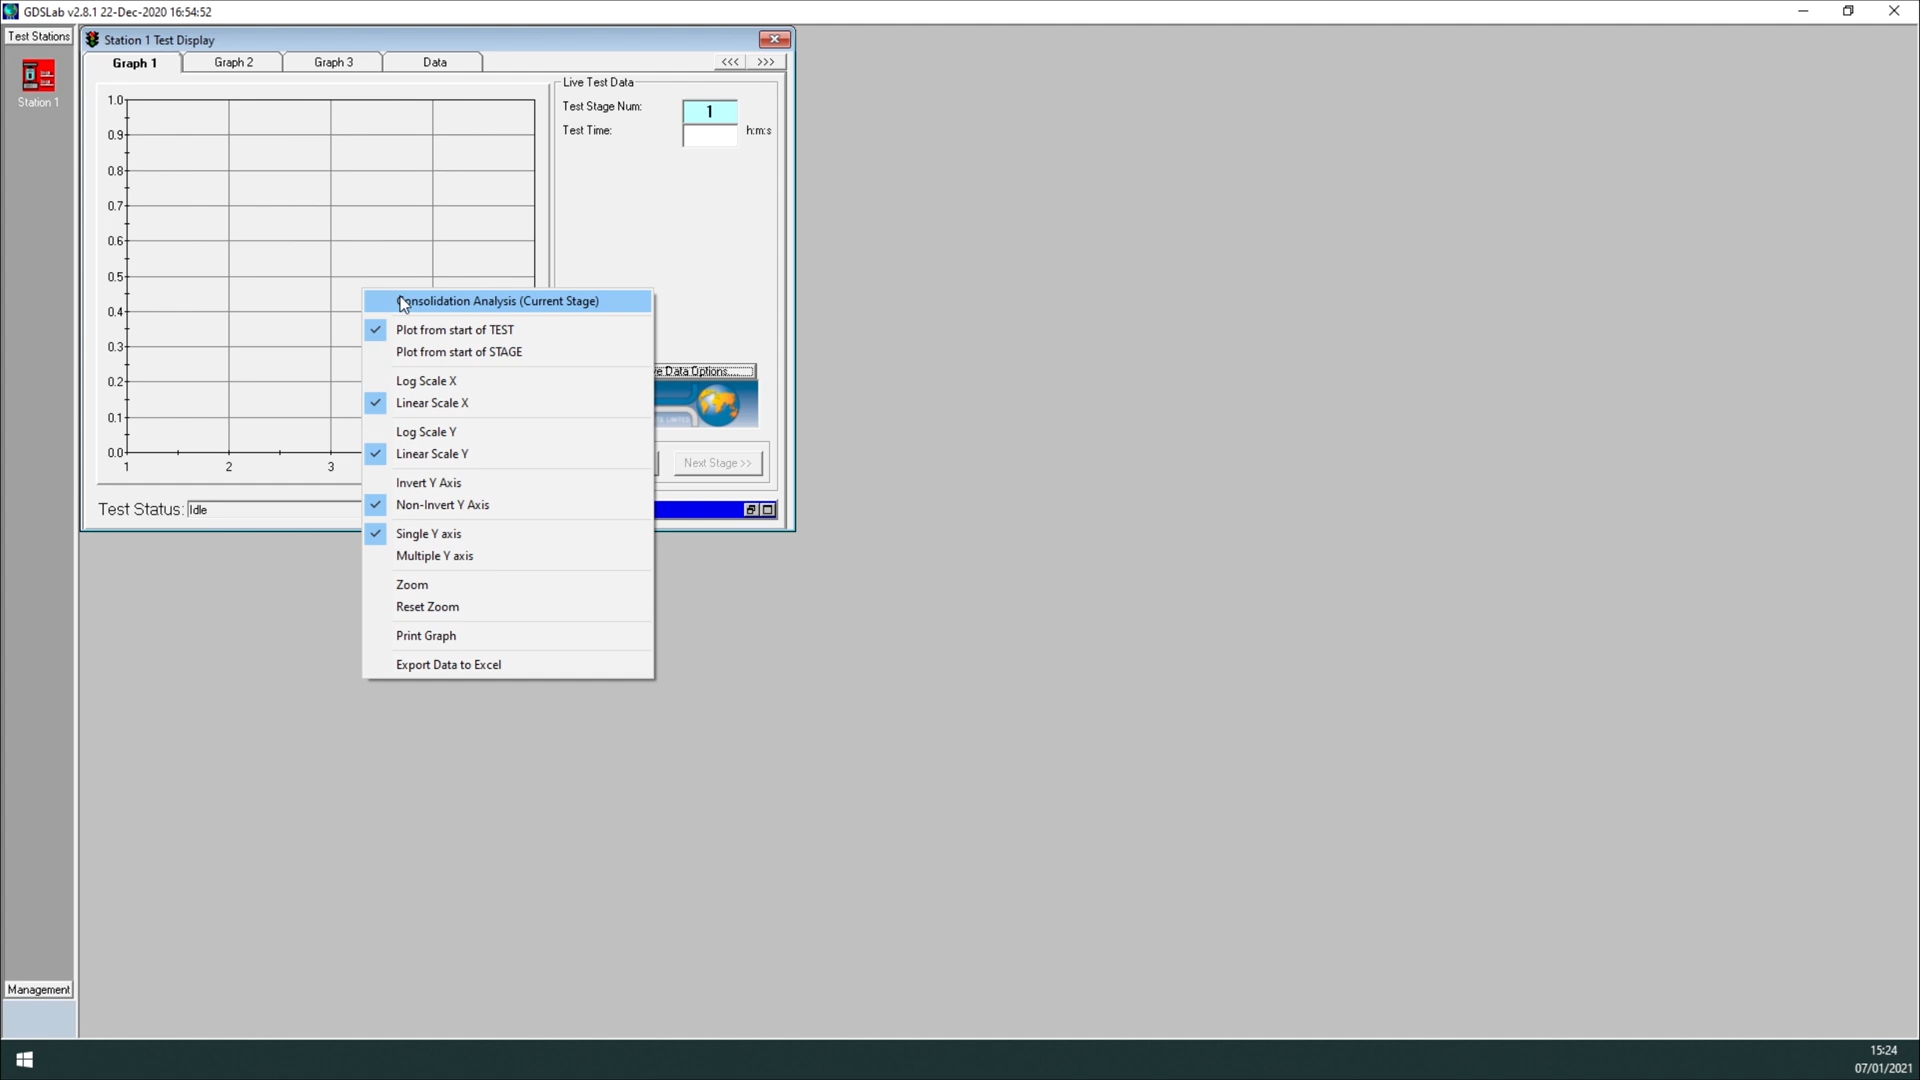 GDSLab v2.8.1 22-Dec-2020 16:54:52
Test Stations
Station 1
Station 1 Test Display
Graph 1
Graph 2
Graph 3
Data
<<<
>>>
1.0
0.9
0.8
0.7
0.6
0.5
0.4
0.3
0.2
0.1
0.0
1
2
3
Live Test Data
Test Stage Num:
1
Test Time:
h:m:s
onsolidation Analysis (Current Stage)
Plot from start of TEST
Plot from start of STAGE
Log Scale X
Linear Scale X
Log Scale Y
Linear Scale Y
Invert Y Axis
Non-Invert Y Axis
Single Y axis
Multiple Y axis
Zoom
Reset Zoom
Print Graph
Export Data to Excel
e Data Options....
Next Stage >>
Test Status:
Idle
Management
15:24
07/01/2021